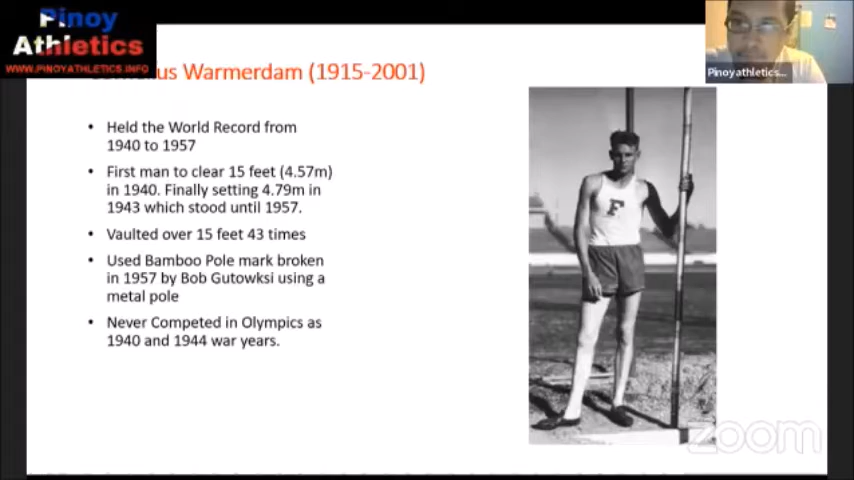 Pinoy
Athletics
WWW.PINOYATHLETICS.INFO
Warmerdam (1915-2001)
Pinoyathletics...
• Held the World Record from
1940 to 1957
• First man to clear 15 feet (4.57m)
in 1940. Finally setting 4.79m in
1943 which stood until 1957.
• Vaulted over 15 feet 43 times
• Used Bamboo Pole mark broken
in 1957 by Bob Gutowksi using a
metal pole
• Never Competed in Olympics as
1940 and 1944 war years.
F
zoom